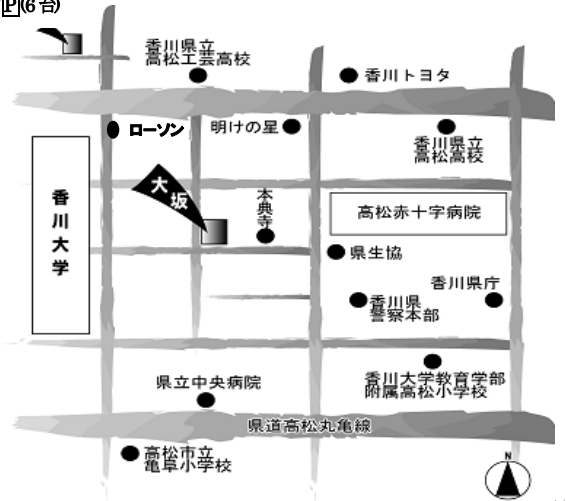 P(6台)
香川県立
高松工芸高校
香川トヨタ
ローソン
明けの星
香川県立
高松高校
香川大学
大坂
本典寺
高松赤十字病院
県生協
香川県庁
香川県
警察本部
香川大学教育学部
附属高松小学校
県立中央病院
県道高松丸亀線
高松市立
亀阜小学校
N